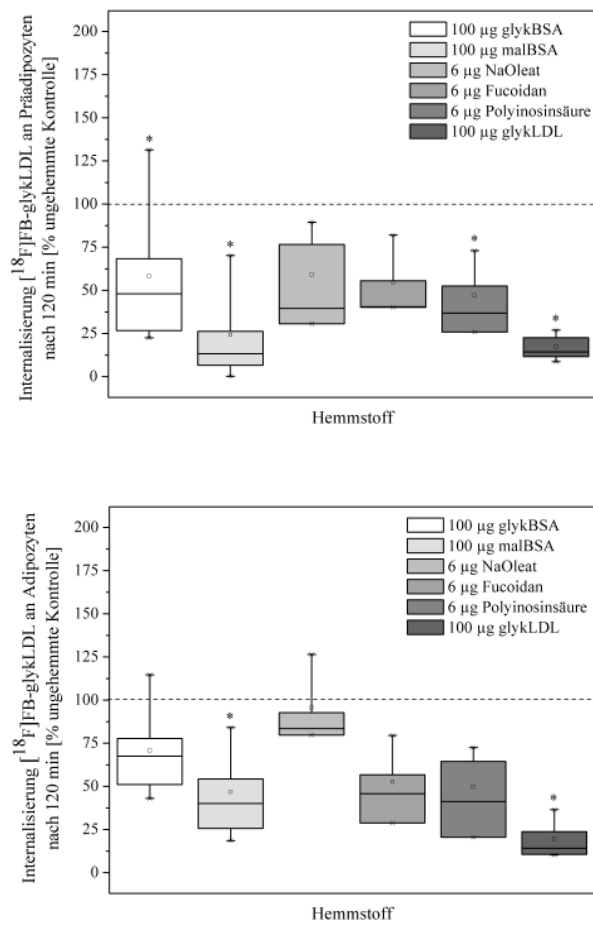 Internalisierung [18F]FB-glykLDL an Präadipozyten
nach 120 min [% ungehemmte Kontrolle]
200
175
150
125
100
75
50
25
0
100 µg glykBSA
100 µg malBSA
6 µg NaOleat
6 µg Fucoidan
6 µg Polyinosinsäure
100 µg glykLDL
*
*
*
*
Hemmstoff
Internalisierung [18F]FB-glykLDL an Adipozyten
nach 120 min [% ungehemmte Kontrolle]
200
175
150
125
100
75
50
25
0
100 µg glykBSA
100 µg malBSA
6 µg NaOleat
6 µg Fucoidan
6 µg Polyinosinsäure
100 µg glykLDL
*
*
Hemmstoff